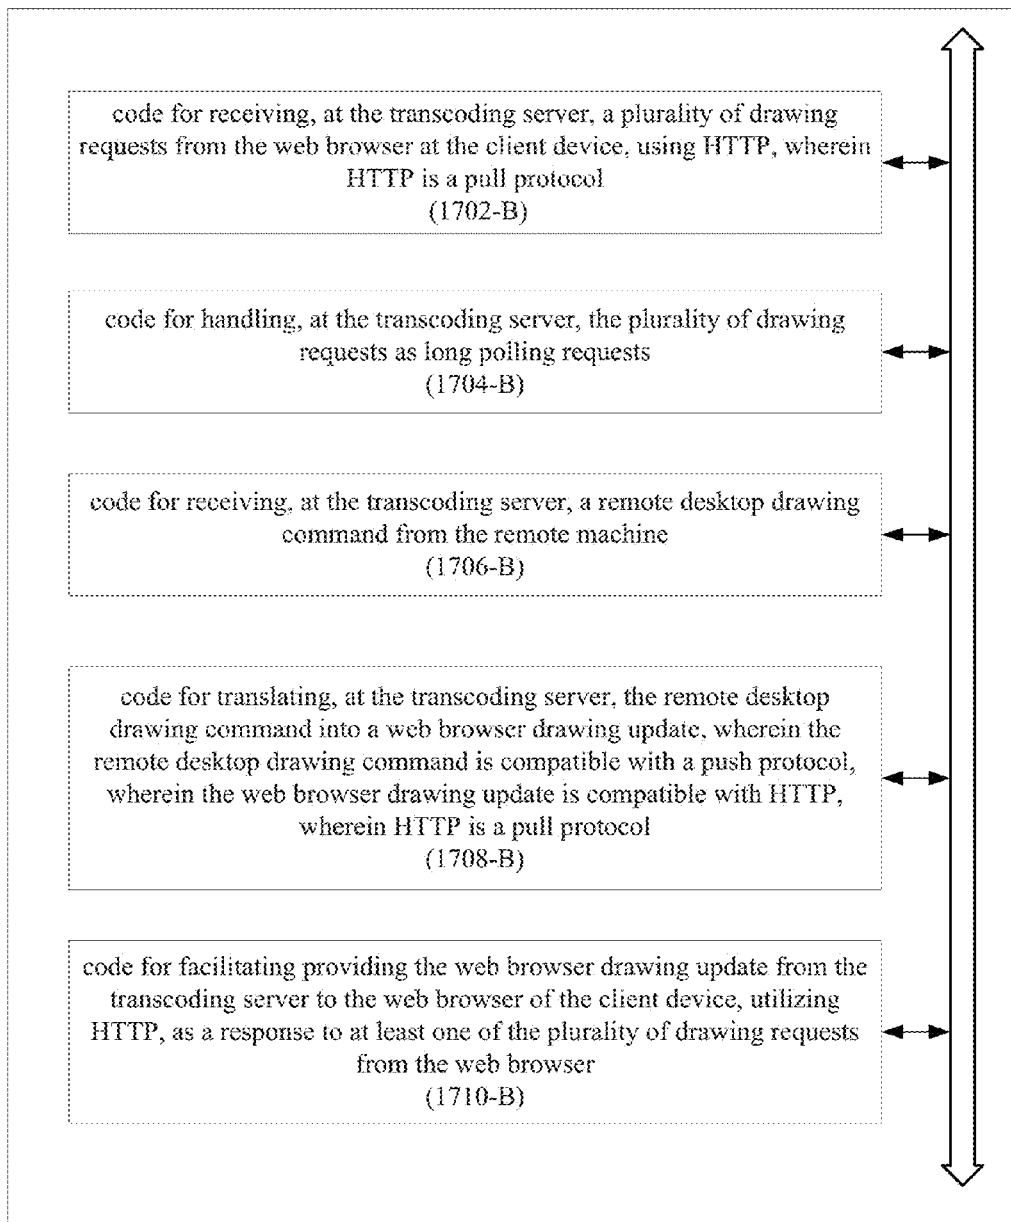 code for receiving, at the transcoding server, a plurality of drawing
requests from the web browser at the client device, using HTTP, wherein
HTTP is a pull protocol
(1702-B)
code for handling, at the transcoding server, the plurality of drawing
requests as long polling requests
(1704-B)
code for receiving, at the transcoding server, a remote desktop drawing
command from the remote machine
(1706-B)
code for translating, at the transcoding server, the remote desktop
drawing command into a web browser drawing update, wherein the
remote desktop drawing command is compatible with a push protocol,
wherein the web browser drawing update is compatible with HTTP,
wherein HTTP is a pull protocol
(1708-B)
code for facilitating providing the web browser drawing update from the
transcoding server to the web browser of the client device, utilizing
HTTP, as a response to at least one of the plurality of drawing requests
from the web browser
(1710-B)